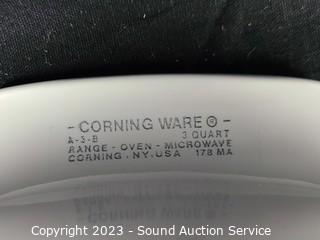 - CORNING WARE ® -
A-3-B 3 QUART
RANGE - OVEN - MICROWAVE
CORNING, NY. USA 178 MA
Copyright 2023 - Sound Auction Service